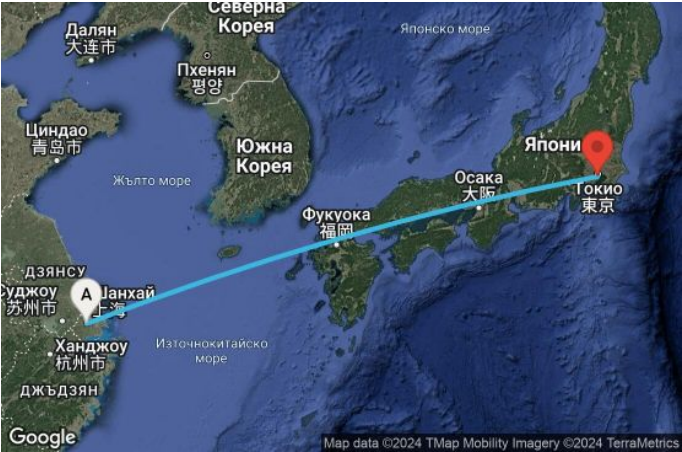 Северна
Корея
Далян
大连市
Японско море
Пхенян
평양
Циндао
青岛市
Южна
Корея
Япони
Жълто море
Осака
大阪
Токио
東京
Фукуока
福岡
ДЗЯНСУ
Суджоу
苏州市
A
Шанхай
上海
Ханджоу
杭州市
Източнокитайско
море
ДЖЪДЗЯН
Google
Map data ©2024 TMap Mobility Imagery ©2024 TerraMetrics